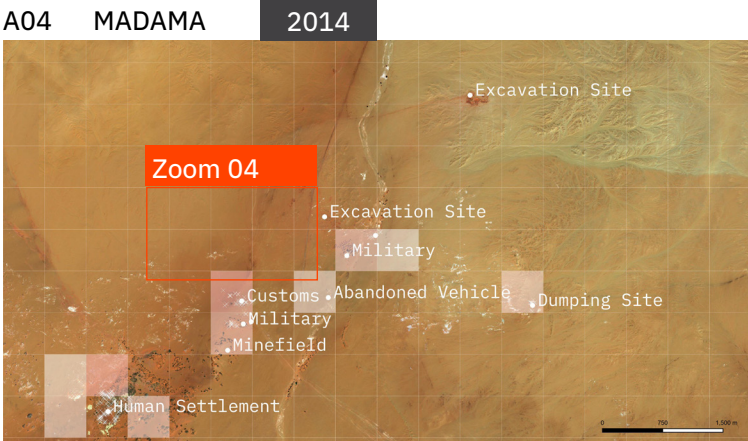 A04 MADAMA 2014
Excavation Site
Zoom 04
Excavation Site
Military
Abandoned Vehicle
Customs
Dumping Site
Military
Minefield
Human Settlement
0 750 1,500 m